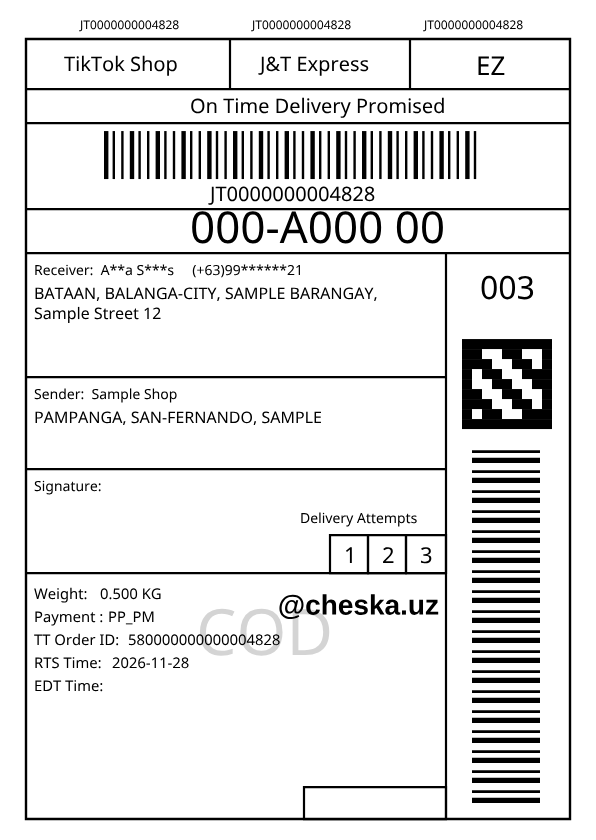 JT0000000004828 JT0000000004828 JT0000000004828
TikTok Shop J&T Express EZ
On Time Delivery Promised
JT0000000004828
000-A000 00
Receiver: A**a S***s (+63)99******21
BATAAN, BALANGA-CITY, SAMPLE BARANGAY,
Sample Street 12
003
Sender: Sample Shop
PAMPANGA, SAN-FERNANDO, SAMPLE
Signature:
Delivery Attempts
1 2 3
Weight: 0.500 KG
@cheska.uz
Payment : PP_PM
COD
TT Order ID: 580000000000004828
RTS Time: 2026-11-28
EDT Time: